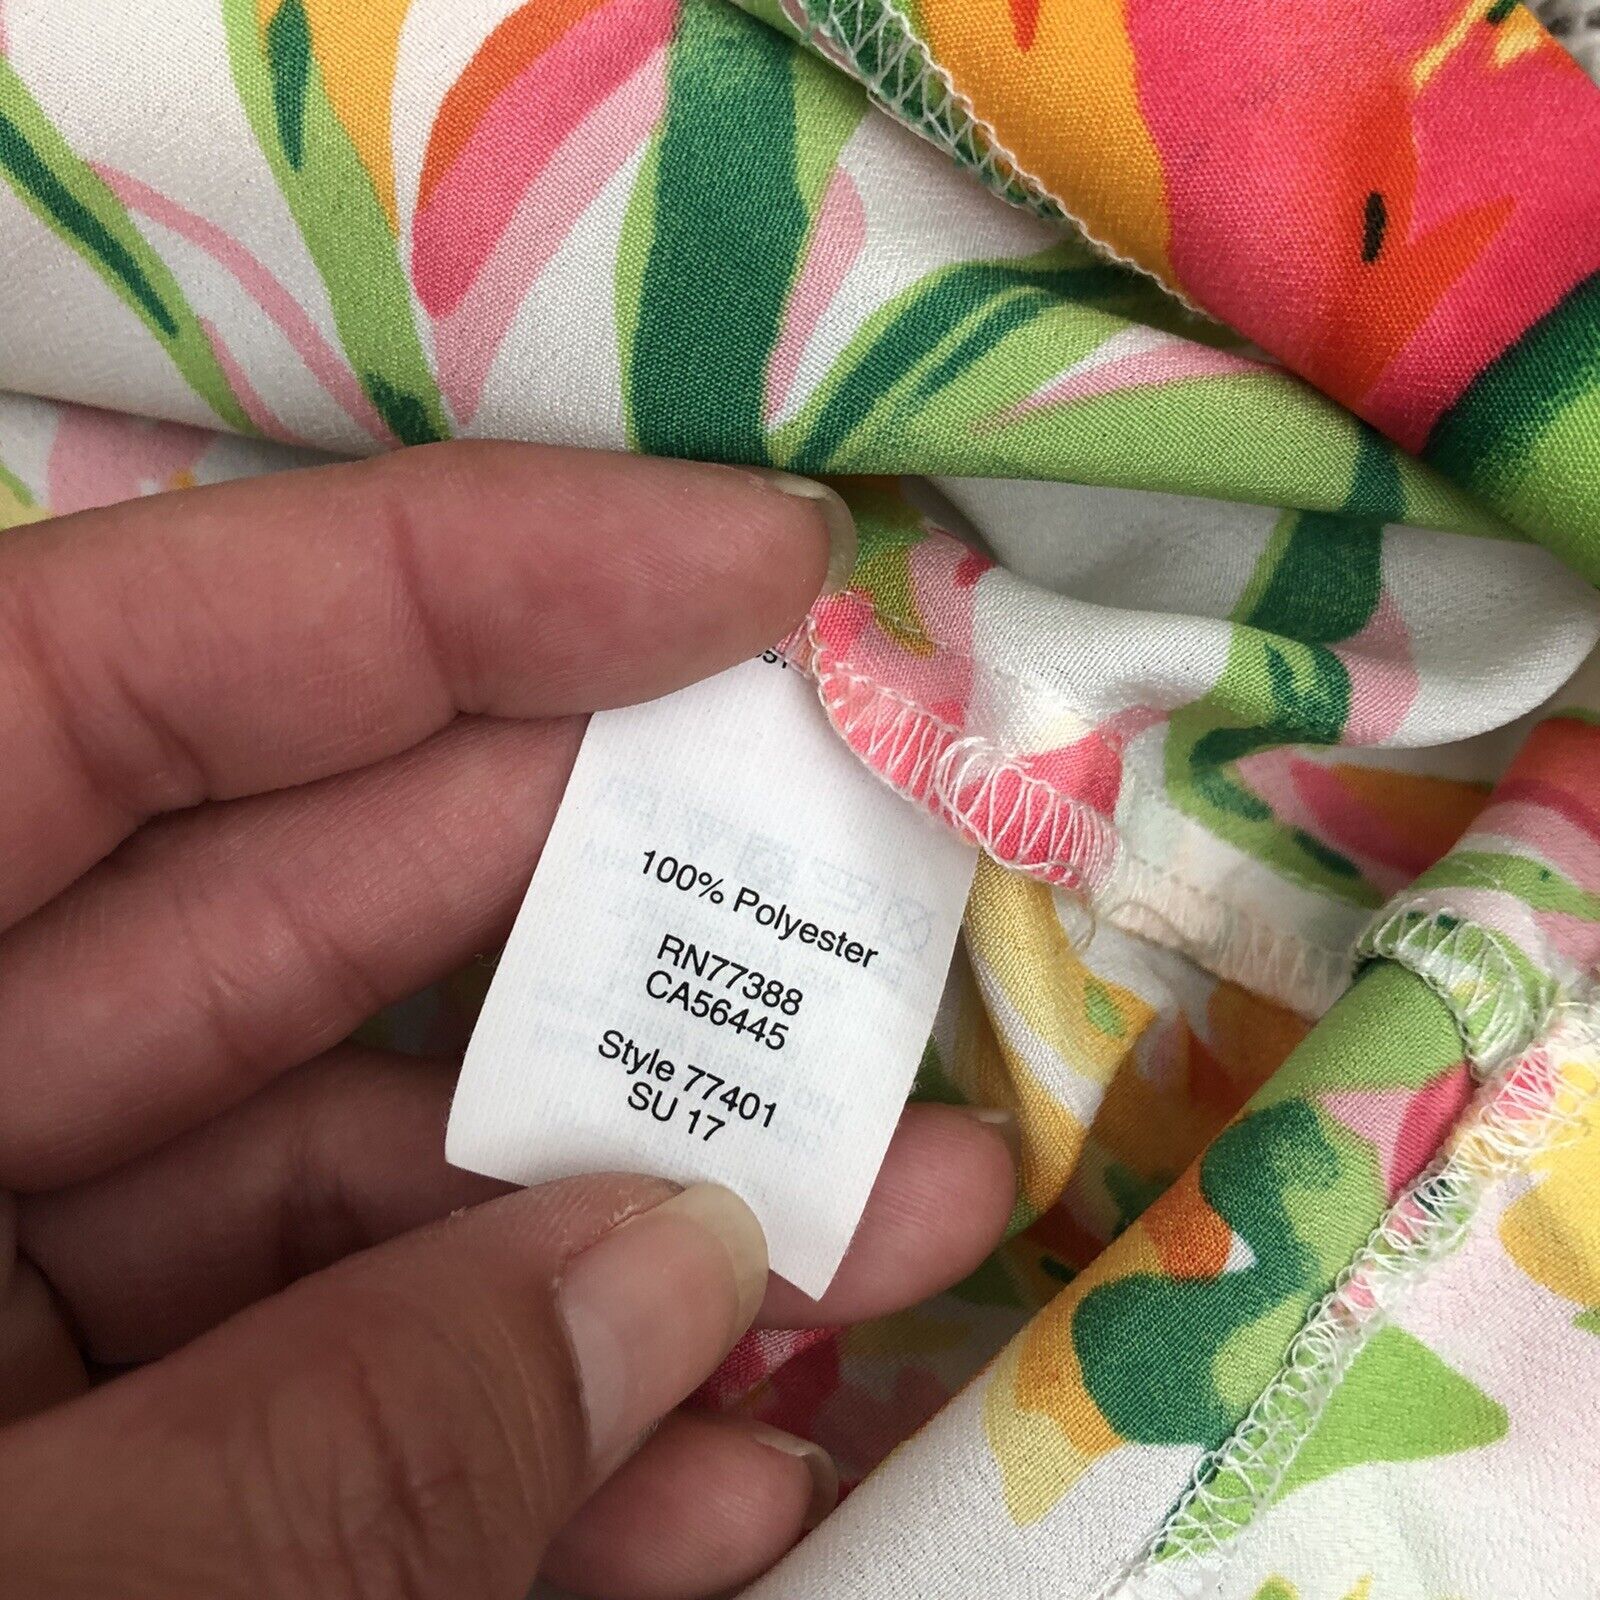 100% Polyester
RN77388
CA56445
Style 77401
SU 17